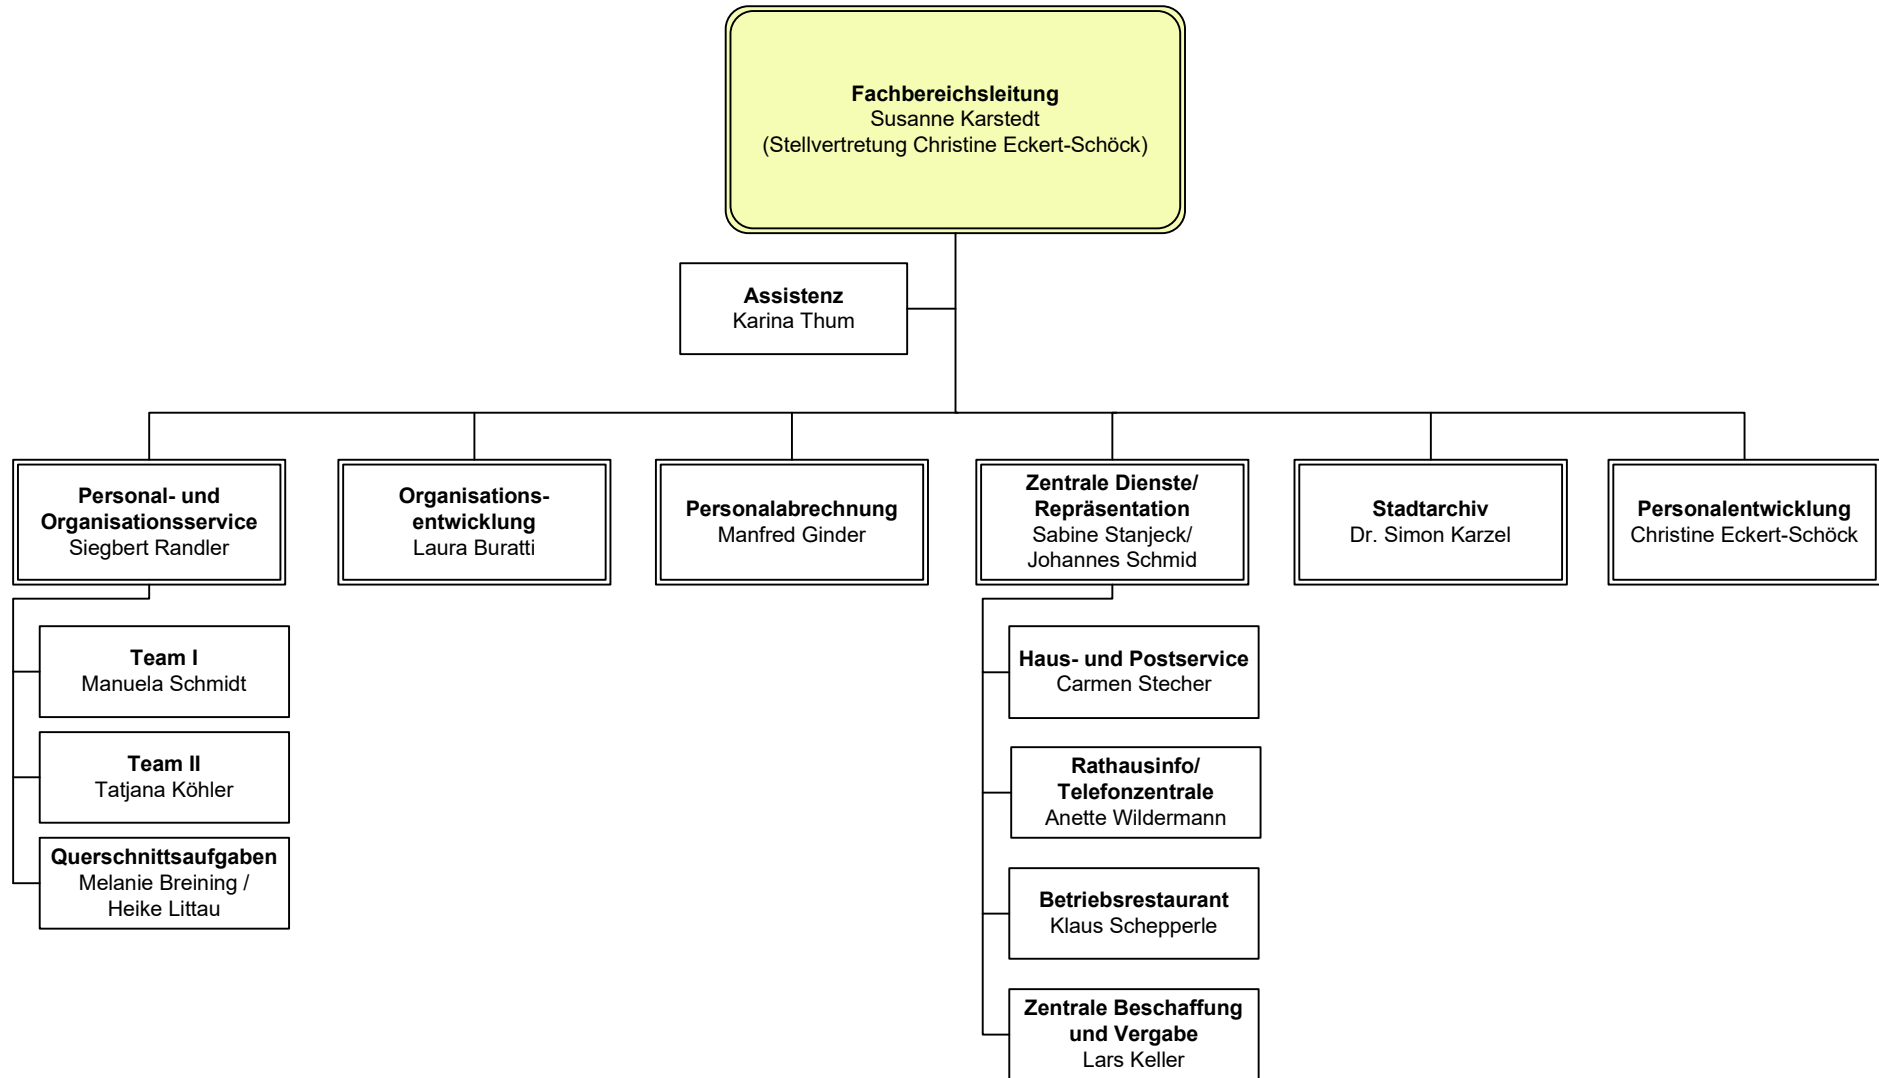 Fachbereichsleitung
Susanne Karstedt
(Stellvertretung Christine Eckert-Schöck)
Assistenz
Karina Thum
Personal- und
Organisationsservice
Siegbert Randler
Organisations-
entwicklung
Laura Buratti
Personalabrechnung
Manfred Ginder
Zentrale Dienste/
Repräsentation
Sabine Stanjeck/
Johannes Schmid
Stadtarchiv
Dr. Simon Karzel
Personalentwicklung
Christine Eckert-Schöck
Team I
Manuela Schmidt
Team II
Tatjana Köhler
Querschnittsaufgaben
Melanie Breining /
Heike Littau
Haus- und Postservice
Carmen Stecher
Rathausinfo/
Telefonzentrale
Anette Wildermann
Betriebsrestaurant
Klaus Schepperle
Zentrale Beschaffung
und Vergabe
Lars Keller